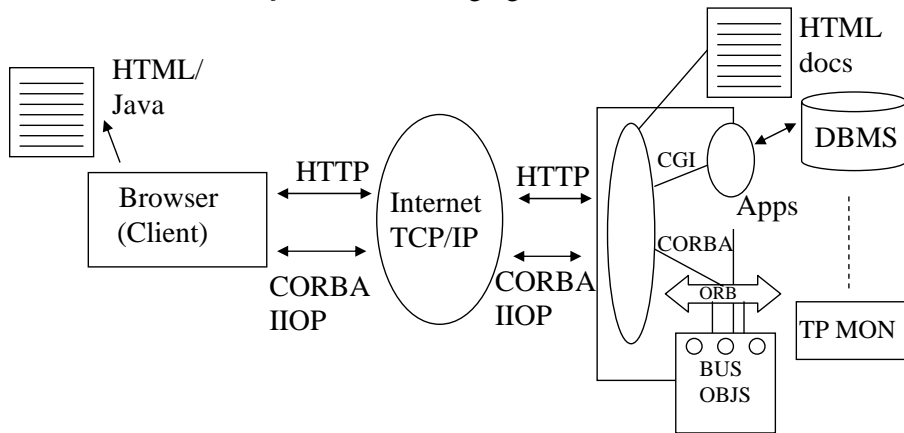 HTML/
Java
HTML
docs
DBMS
CGI
HTTP
HTTP
Browser
(Client)
Internet
TCP/IP
Apps
CORBA
CORBA
IIOP
CORBA
IIOP
ORB
TP MON
BUS
OBJS